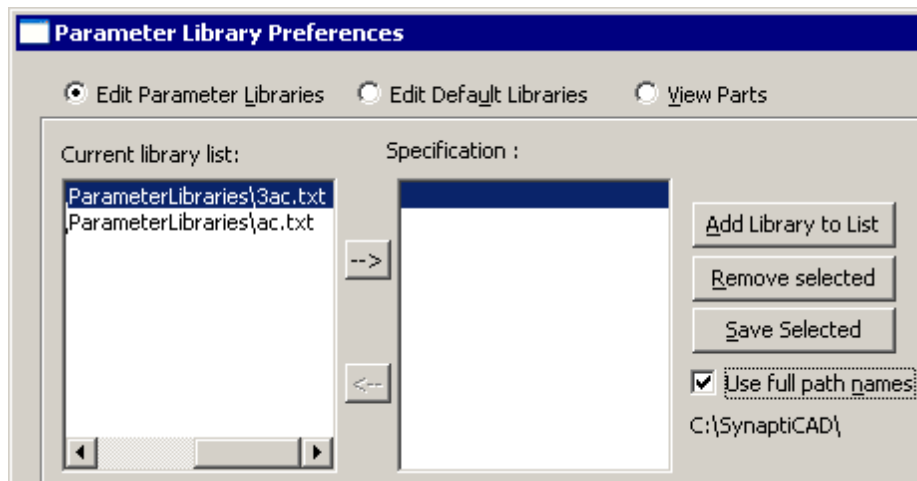 Parameter Library Preferences
Edit Parameter Libraries Edit Default Libraries View Parts
Current library list: Specification :
ParameterLibraries\3ac.txt
ParameterLibraries\ac.txt
Add Library to List
-->
Remove selected
Save Selected
<--
Use full path names
C:\SynaptiCAD\